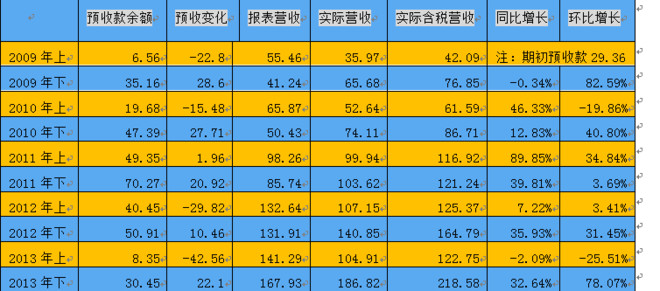 预收款余额 预收变化 报表营收 实际营收 实际含税营收 同比增长 环比增长
2009 年上 6.56 -22.8 55.46 35.97 42.09 注：期初预收款 29.36
2009 年下 35.16 28.6 41.24 65.68 76.85 -0.34% 82.59%
2010 年上 19.68 -15.48 65.87 52.64 61.59 46.33% -19.86%
2010 年下 47.39 27.71 50.43 74.11 86.71 12.83% 40.80%
2011 年上 49.35 1.96 98.26 99.94 116.92 89.85% 34.84%
2011 年下 70.27 20.92 85.74 103.62 121.24 39.81% 3.69%
2012 年上 40.45 -29.82 132.64 107.15 125.37 7.22% 3.41%
2012 年下 50.91 10.46 131.91 140.85 164.79 35.93% 31.45%
2013 年上 8.35 -42.56 141.29 104.91 122.75 -2.09% -25.51%
2013 年下 30.45 22.1 167.93 186.82 218.58 32.64% 78.07%